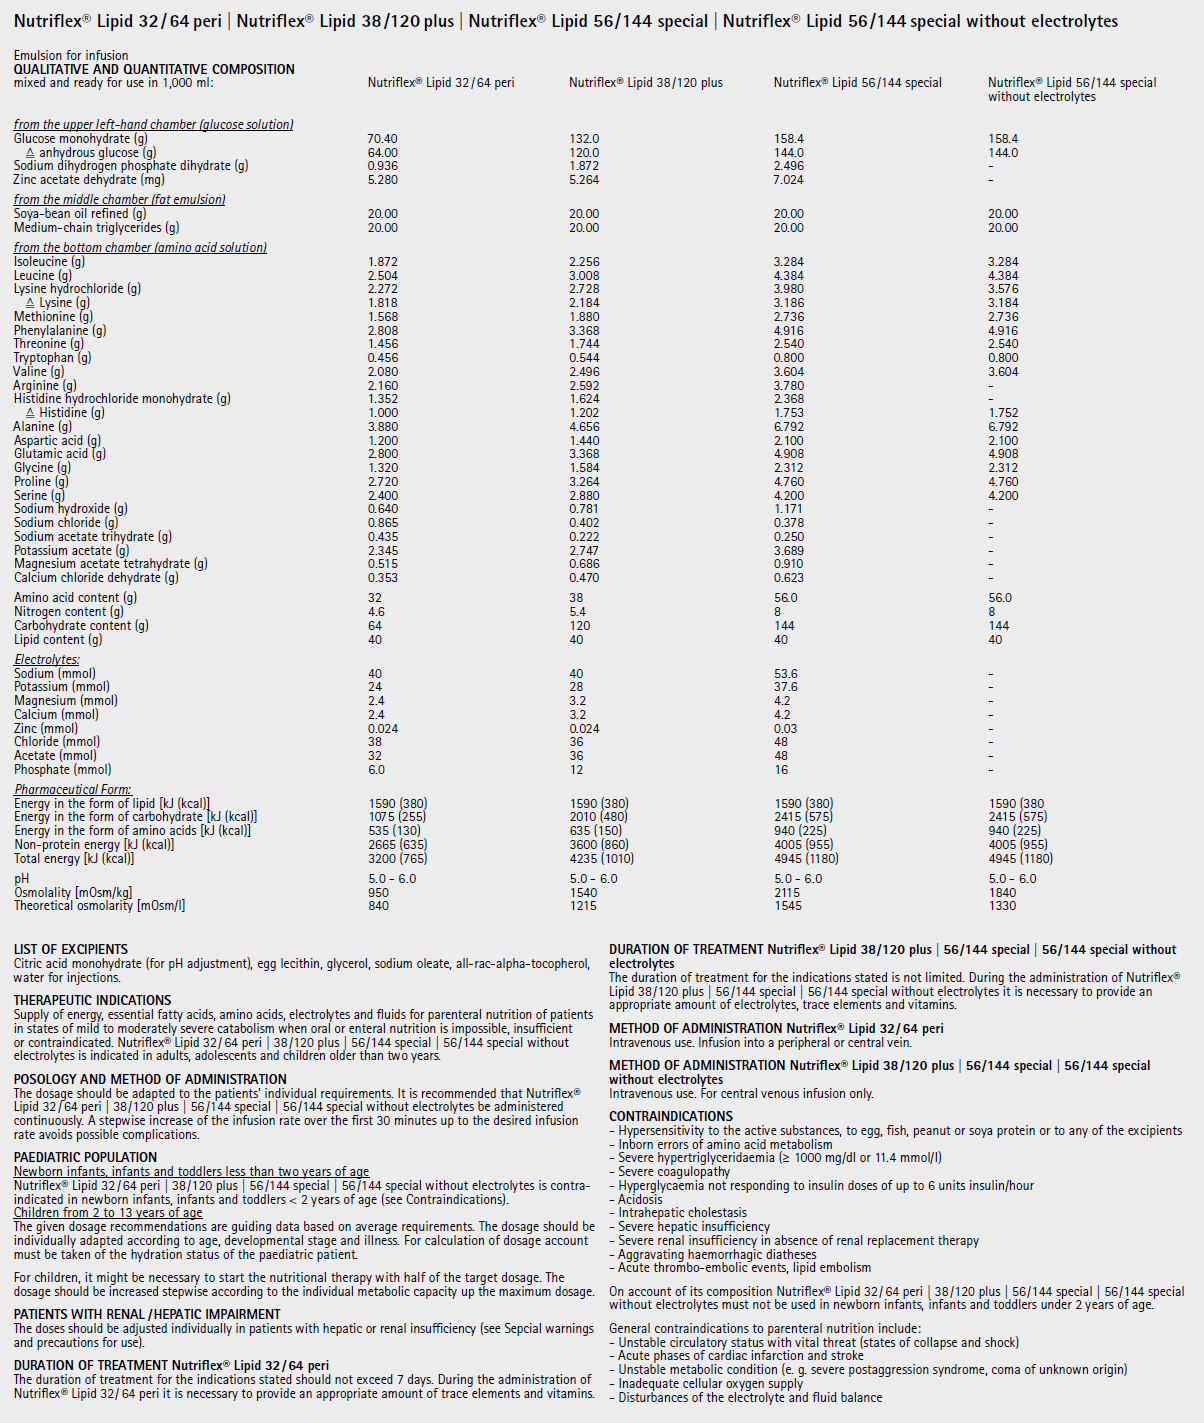 Nutriflex® Lipid 32/64 peri | Nutriflex® Lipid 38/120 plus | Nutriflex® Lipid 56/144 special | Nutriflex® Lipid 56/144 special without electrolytes
Emulsion for infusion
QUALITATIVE AND QUANTITATIVE COMPOSITION
mixed and ready for use in 1,000 ml: Nutriflex® Lipid 32/64 peri Nutriflex® Lipid 38/120 plus Nutriflex® Lipid 56/144 special Nutriflex® Lipid 56/144 special
without electrolytes
from the upper left-hand chamber (glucose solution)
Glucose monohydrate (g) 70.40 132.0 158.4 158.4
≙ anhydrous glucose (g) 64.00 120.0 144.0 144.0
Sodium dihydrogen phosphate dihydrate (g) 0.936 1.872 2.496 –
Zinc acetate dehydrate (mg) 5.280 5.264 7.024 –
from the middle chamber (fat emulsion)
Soya-bean oil refined (g) 20.00 20.00 20.00 20.00
Medium-chain triglycerides (g) 20.00 20.00 20.00 20.00
from the bottom chamber (amino acid solution)
Isoleucine (g) 1.872 2.256 3.284 3.284
Leucine (g) 2.504 3.008 4.384 4.384
Lysine hydrochloride (g) 2.272 2.728 3.980 3.576
≙ Lysine (g) 1.818 2.184 3.186 3.184
Methionine (g) 1.568 1.880 2.736 2.736
Phenylalanine (g) 2.808 3.368 4.916 4.916
Threonine (g) 1.456 1.744 2.540 2.540
Tryptophan (g) 0.456 0.544 0.800 0.800
Valine (g) 2.080 2.496 3.604 3.604
Arginine (g) 2.160 2.592 3.780 –
Histidine hydrochloride monohydrate (g) 1.352 1.624 2.368 –
≙ Histidine (g) 1.000 1.202 1.753 1.752
Alanine (g) 3.880 4.656 6.792 6.792
Aspartic acid (g) 1.200 1.440 2.100 2.100
Glutamic acid (g) 2.800 3.368 4.908 4.908
Glycine (g) 1.320 1.584 2.312 2.312
Proline (g) 2.720 3.264 4.760 4.760
Serine (g) 2.400 2.880 4.200 4.200
Sodium hydroxide (g) 0.640 0.781 1.171 –
Sodium chloride (g) 0.865 0.402 0.378 –
Sodium acetate trihydrate (g) 0.435 0.222 0.250 –
Potassium acetate (g) 2.345 2.747 3.689 –
Magnesium acetate tetrahydrate (g) 0.515 0.686 0.910 –
Calcium chloride dehydrate (g) 0.353 0.470 0.623 –
Amino acid content (g) 32 38 56.0 56.0
Nitrogen content (g) 4.6 5.4 8 8
Carbohydrate content (g) 64 120 144 144
Lipid content (g) 40 40 40 40
Electrolytes:
Sodium (mmol) 40 40 53.6 –
Potassium (mmol) 24 28 37.6 –
Magnesium (mmol) 2.4 3.2 4.2 –
Calcium (mmol) 2.4 3.2 4.2 –
Zinc (mmol) 0.024 0.024 0.03 –
Chloride (mmol) 38 36 48 –
Acetate (mmol) 32 36 48 –
Phosphate (mmol) 6.0 12 16 –
Pharmaceutical Form:
Energy in the form of lipid [kJ (kcal)] 1590 (380) 1590 (380) 1590 (380) 1590 (380
Energy in the form of carbohydrate [kJ (kcal)] 1075 (255) 2010 (480) 2415 (575) 2415 (575)
Energy in the form of amino acids [kJ (kcal)] 535 (130) 635 (150) 940 (225) 940 (225)
Non-protein energy [kJ (kcal)] 2665 (635) 3600 (860) 4005 (955) 4005 (955)
Total energy [kJ (kcal)] 3200 (765) 4235 (1010) 4945 (1180) 4945 (1180)
pH 5.0 – 6.0 5.0 – 6.0 5.0 – 6.0 5.0 – 6.0
Osmolality [mOsm/kg] 950 1540 2115 1840
Theoretical osmolarity [mOsm/l] 840 1215 1545 1330
LIST OF EXCIPIENTS
Citric acid monohydrate (for pH adjustment), egg lecithin, glycerol, sodium oleate, all-rac-alpha-tocopherol,
water for injections.
THERAPEUTIC INDICATIONS
Supply of energy, essential fatty acids, amino acids, electrolytes and fluids for parenteral nutrition of patients
in states of mild to moderately severe catabolism when oral or enteral nutrition is impossible, insufficient
or contraindicated. Nutriflex® Lipid 32/64 peri | 38/120 plus | 56/144 special | 56/144 special without
electrolytes is indicated in adults, adolescents and children older than two years.
POSOLOGY AND METHOD OF ADMINISTRATION
The dosage should be adapted to the patients' individual requirements. It is recommended that Nutriflex®
Lipid 32/64 peri | 38/120 plus | 56/144 special | 56/144 special without electrolytes be administered
continuously. A stepwise increase of the infusion rate over the first 30 minutes up to the desired infusion
rate avoids possible complications.
PAEDIATRIC POPULATION
Newborn infants, infants and toddlers less than two years of age
Nutriflex® Lipid 32/64 peri | 38/120 plus | 56/144 special | 56/144 special without electrolytes is contra-
indicated in newborn infants, infants and toddlers < 2 years of age (see Contraindications).
Children from 2 to 13 years of age
The given dosage recommendations are guiding data based on average requirements. The dosage should be
individually adapted according to age, developmental stage and illness. For calculation of dosage account
must be taken of the hydration status of the paediatric patient.
For children, it might be necessary to start the nutritional therapy with half of the target dosage. The
dosage should be increased stepwise according to the individual metabolic capacity up the maximum dosage.
PATIENTS WITH RENAL/HEPATIC IMPAIRMENT
The doses should be adjusted individually in patients with hepatic or renal insufficiency (see Sepcial warnings
and precautions for use).
DURATION OF TREATMENT Nutriflex® Lipid 32/64 peri
The duration of treatment for the indications stated should not exceed 7 days. During the administration of
Nutriflex® Lipid 32/64 peri it is necessary to provide an appropriate amount of trace elements and vitamins.
DURATION OF TREATMENT Nutriflex® Lipid 38/120 plus | 56/144 special | 56/144 special without
electrolytes
The duration of treatment for the indications stated is not limited. During the administration of Nutriflex®
Lipid 38/120 plus | 56/144 special | 56/144 special without electrolytes it is necessary to provide an
appropriate amount of electrolytes, trace elements and vitamins.
METHOD OF ADMINISTRATION Nutriflex® Lipid 32/64 peri
Intravenous use. Infusion into a peripheral or central vein.
METHOD OF ADMINISTRATION Nutriflex® Lipid 38/120 plus | 56/144 special | 56/144 special
without electrolytes
Intravenous use. For central venous infusion only.
CONTRAINDICATIONS
– Hypersensitivity to the active substances, to egg, fish, peanut or soya protein or to any of the excipients
– Inborn errors of amino acid metabolism
– Severe hypertriglyceridaemia (≥ 1000 mg/dl or 11.4 mmol/l)
– Severe coagulopathy
– Hyperglycaemia not responding to insulin doses of up to 6 units insulin/hour
– Acidosis
– Intrahepatic cholestasis
– Severe hepatic insufficiency
– Severe renal insufficiency in absence of renal replacement therapy
– Aggravating haemorrhagic diatheses
– Acute thrombo-embolic events, lipid embolism
On account of its composition Nutriflex® Lipid 32/64 peri | 38/120 plus | 56/144 special | 56/144 special
without electrolytes must not be used in newborn infants, infants and toddlers under 2 years of age.
General contraindications to parenteral nutrition include:
– Unstable circulatory status with vital threat (states of collapse and shock)
– Acute phases of cardiac infarction and stroke
– Unstable metabolic condition (e. g. severe postaggression syndrome, coma of unknown origin)
– Inadequate cellular oxygen supply
– Disturbances of the electrolyte and fluid balance